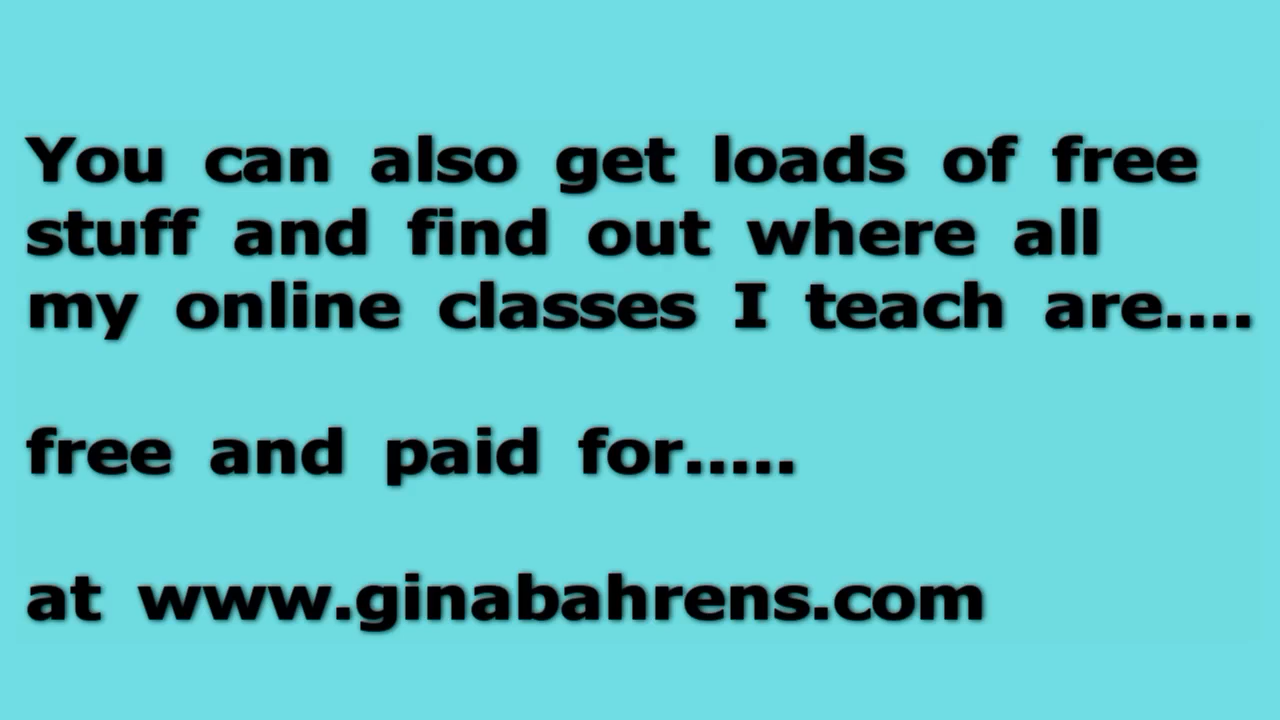 You can also get loads of free
stuff and find out where all
my online classes I teach are....
free and paid for.....
at www.ginabahrens.com